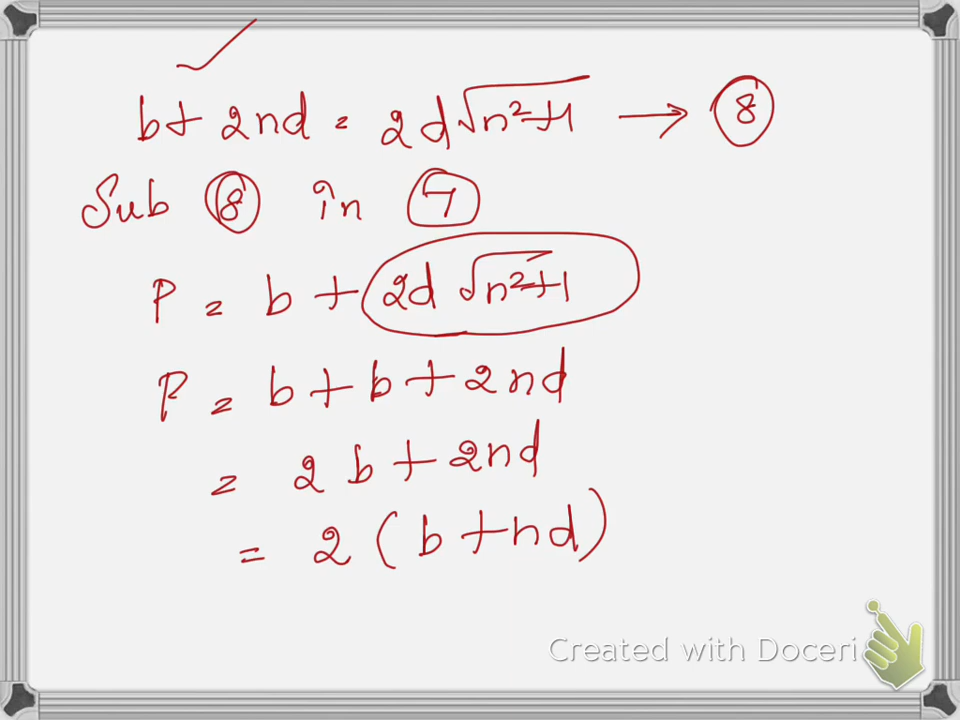 b + 2nd = 2d √n²+1 → 8
Sub 8 in 7
P = b + 2d √n²+1
P = b + b + 2nd
= 2b + 2nd
= 2 (b + nd)
Created with Doceri